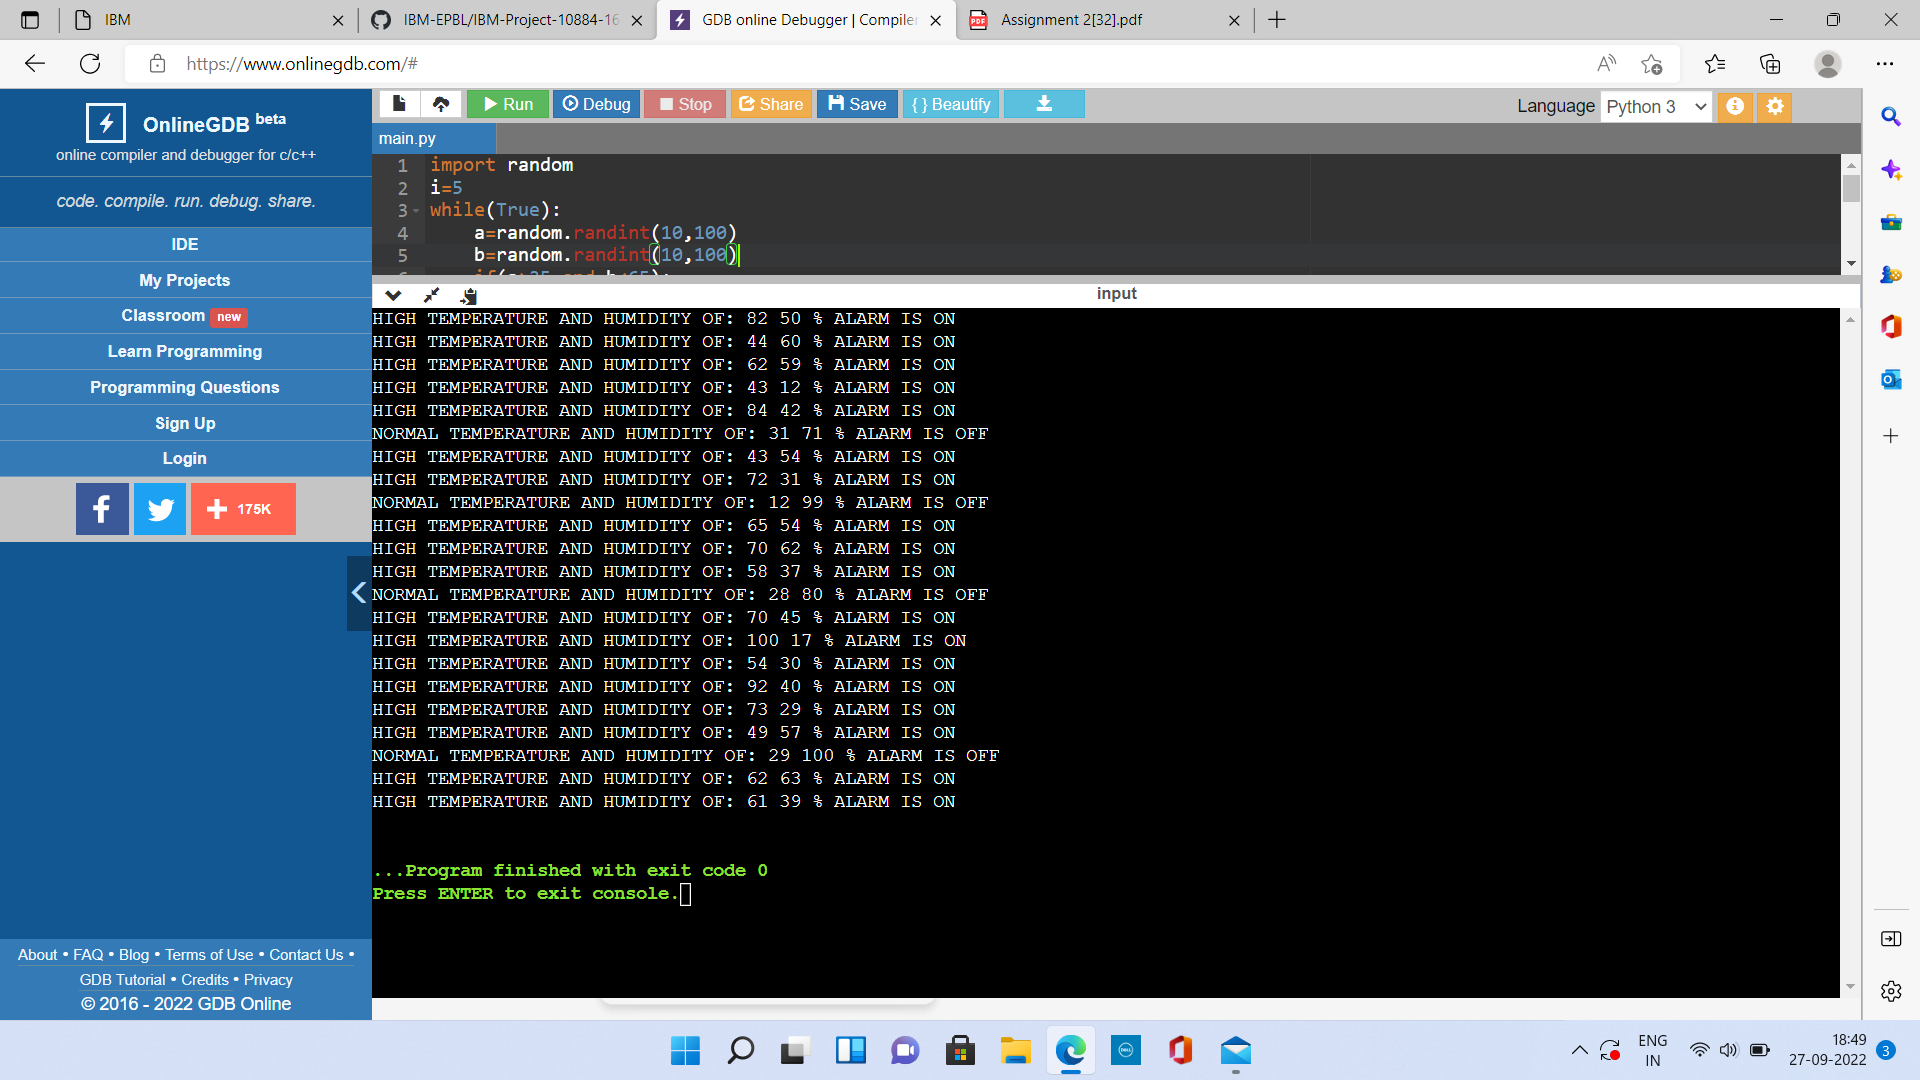 IBM
IBM-EPBL/IBM-Project-10884-16
GDB online Debugger | Compiler
Assignment 2[32].pdf
https://www.onlinegdb.com/#
OnlineGDB beta
online compiler and debugger for c/c++
code. compile. run. debug. share.
IDE
My Projects
Classroom new
Learn Programming
Programming Questions
Sign Up
Login
175K
About • FAQ • Blog • Terms of Use • Contact Us •
GDB Tutorial • Credits • Privacy
© 2016 - 2022 GDB Online
Run Debug Stop Share Save { } Beautify
Language Python 3
main.py
1 import random
2 i=5
3 while(True):
4 a=random.randint(10,100)
5 b=random.randint(10,100)
input
HIGH TEMPERATURE AND HUMIDITY OF: 82 50 % ALARM IS ON
HIGH TEMPERATURE AND HUMIDITY OF: 44 60 % ALARM IS ON
HIGH TEMPERATURE AND HUMIDITY OF: 62 59 % ALARM IS ON
HIGH TEMPERATURE AND HUMIDITY OF: 43 12 % ALARM IS ON
HIGH TEMPERATURE AND HUMIDITY OF: 84 42 % ALARM IS ON
NORMAL TEMPERATURE AND HUMIDITY OF: 31 71 % ALARM IS OFF
HIGH TEMPERATURE AND HUMIDITY OF: 43 54 % ALARM IS ON
HIGH TEMPERATURE AND HUMIDITY OF: 72 31 % ALARM IS ON
NORMAL TEMPERATURE AND HUMIDITY OF: 12 99 % ALARM IS OFF
HIGH TEMPERATURE AND HUMIDITY OF: 65 54 % ALARM IS ON
HIGH TEMPERATURE AND HUMIDITY OF: 70 62 % ALARM IS ON
HIGH TEMPERATURE AND HUMIDITY OF: 58 37 % ALARM IS ON
NORMAL TEMPERATURE AND HUMIDITY OF: 28 80 % ALARM IS OFF
HIGH TEMPERATURE AND HUMIDITY OF: 70 45 % ALARM IS ON
HIGH TEMPERATURE AND HUMIDITY OF: 100 17 % ALARM IS ON
HIGH TEMPERATURE AND HUMIDITY OF: 54 30 % ALARM IS ON
HIGH TEMPERATURE AND HUMIDITY OF: 92 40 % ALARM IS ON
HIGH TEMPERATURE AND HUMIDITY OF: 73 29 % ALARM IS ON
HIGH TEMPERATURE AND HUMIDITY OF: 49 57 % ALARM IS ON
NORMAL TEMPERATURE AND HUMIDITY OF: 29 100 % ALARM IS OFF
HIGH TEMPERATURE AND HUMIDITY OF: 62 63 % ALARM IS ON
HIGH TEMPERATURE AND HUMIDITY OF: 61 39 % ALARM IS ON
...Program finished with exit code 0
Press ENTER to exit console.
ENG
IN
18:49
27-09-2022
3